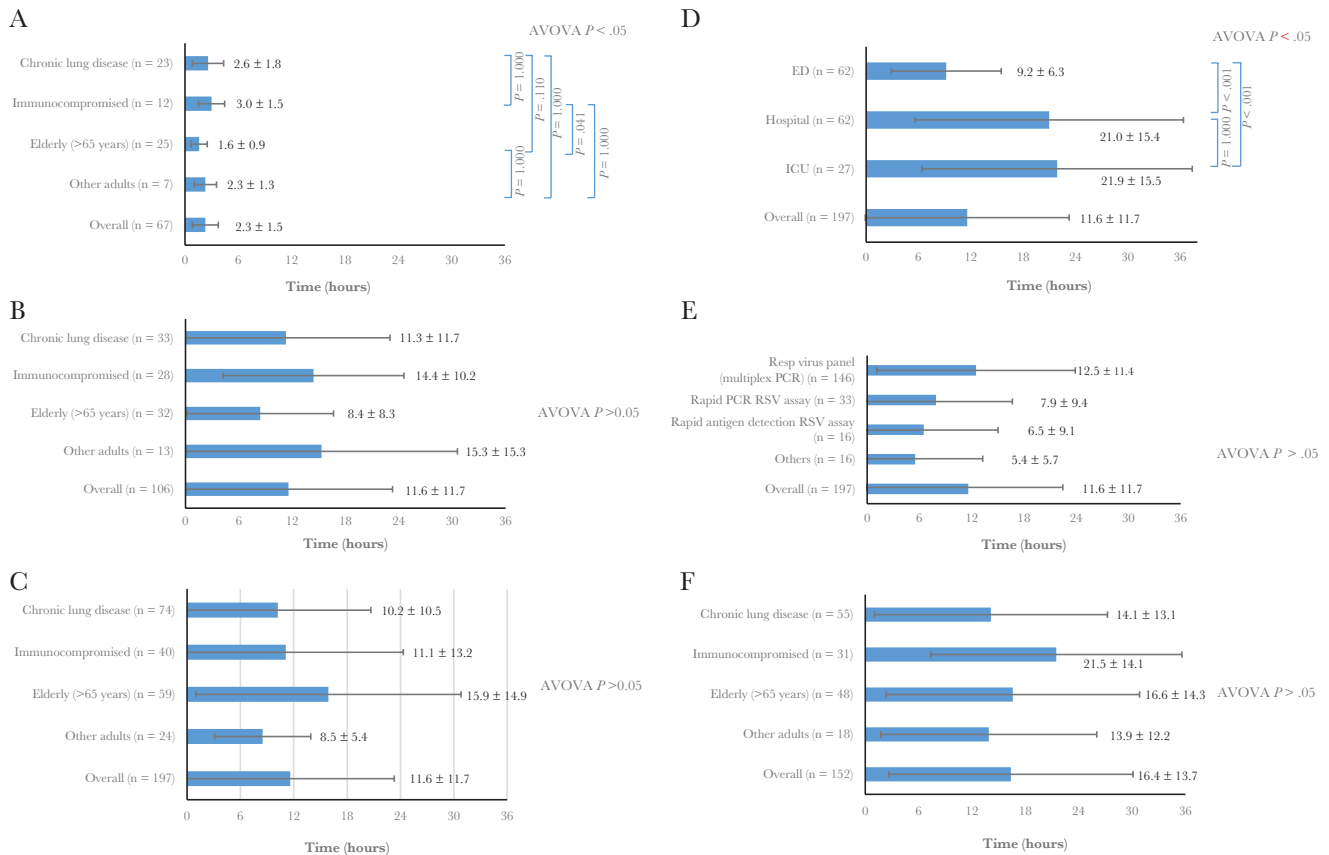 A
AVOVA P < .05
Chronic lung disease (n = 23)
2.6 ± 1.8
Immunocompromised (n = 12)
3.0 ± 1.5
Elderly (>65 years) (n = 25)
1.6 ± 0.9
Other adults (n = 7)
2.3 ± 1.3
Overall (n = 67)
2.3 ± 1.5
P = 1.000
P = .110
P = 1.000
P = .041
P = 1.000
P = 1.000
0 6 12 18 24 30 36
Time (hours)
B
Chronic lung disease (n = 33)
11.3 ± 11.7
Immunocompromised (n = 28)
14.4 ± 10.2
Elderly (>65 years) (n = 32)
8.4 ± 8.3
AVOVA P >0.05
Other adults (n = 13)
15.3 ± 15.3
Overall (n = 106)
11.6 ± 11.7
0 6 12 18 24 30 36
Time (hours)
C
Chronic lung disease (n = 74)
10.2 ± 10.5
Immunocompromised (n = 40)
11.1 ± 13.2
Elderly (>65 years) (n = 59)
15.9 ± 14.9
AVOVA P >0.05
Other adults (n = 24)
8.5 ± 5.4
Overall (n = 197)
11.6 ± 11.7
0 6 12 18 24 30 36
Time (hours)
D
AVOVA P < .05
ED (n = 62)
9.2 ± 6.3
Hospital (n = 62)
21.0 ± 15.4
ICU (n = 27)
21.9 ± 15.5
Overall (n = 197)
11.6 ± 11.7
P < .001
P = 1.000
P < .001
0 6 12 18 24 30 36
Time (hours)
E
Resp virus panel
(multiplex PCR) (n = 146)
12.5 ± 11.4
Rapid PCR RSV assay (n = 33)
7.9 ± 9.4
Rapid antigen detection RSV assay
(n = 16)
6.5 ± 9.1
Others (n = 16)
5.4 ± 5.7
AVOVA P > .05
Overall (n = 197)
11.6 ± 11.7
0 6 12 18 24 30 36
Time (hours)
F
Chronic lung disease (n = 55)
14.1 ± 13.1
Immunocompromised (n = 31)
21.5 ± 14.1
Elderly (>65 years) (n = 48)
16.6 ± 14.3
AVOVA P > .05
Other adults (n = 18)
13.9 ± 12.2
Overall (n = 152)
16.4 ± 13.7
0 6 12 18 24 30 36
Time (hours)